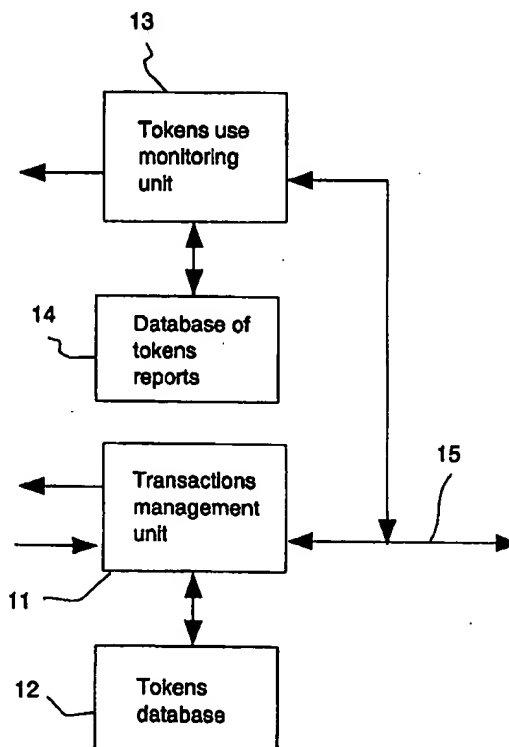 13
Tokens use
monitoring
unit
14
Database of
tokens
reports
Transactions
management
unit
15
11
12
Tokens
database